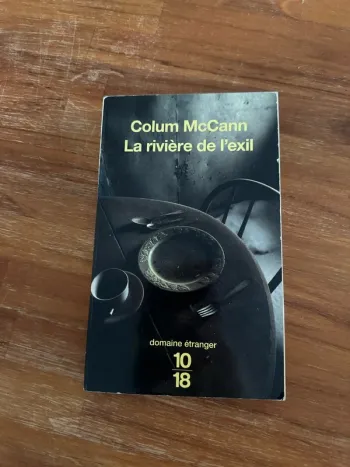 Colum McCann
La rivière de l'exil
domaine étranger
10
18